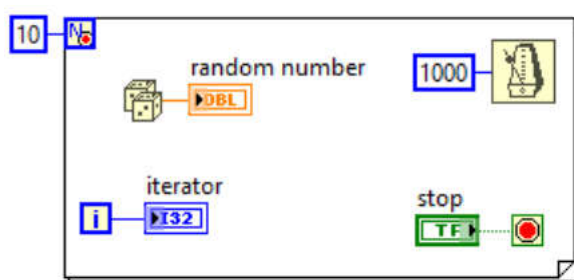 10 N
random number
1000
DBL
iterator
i I32
stop
TF